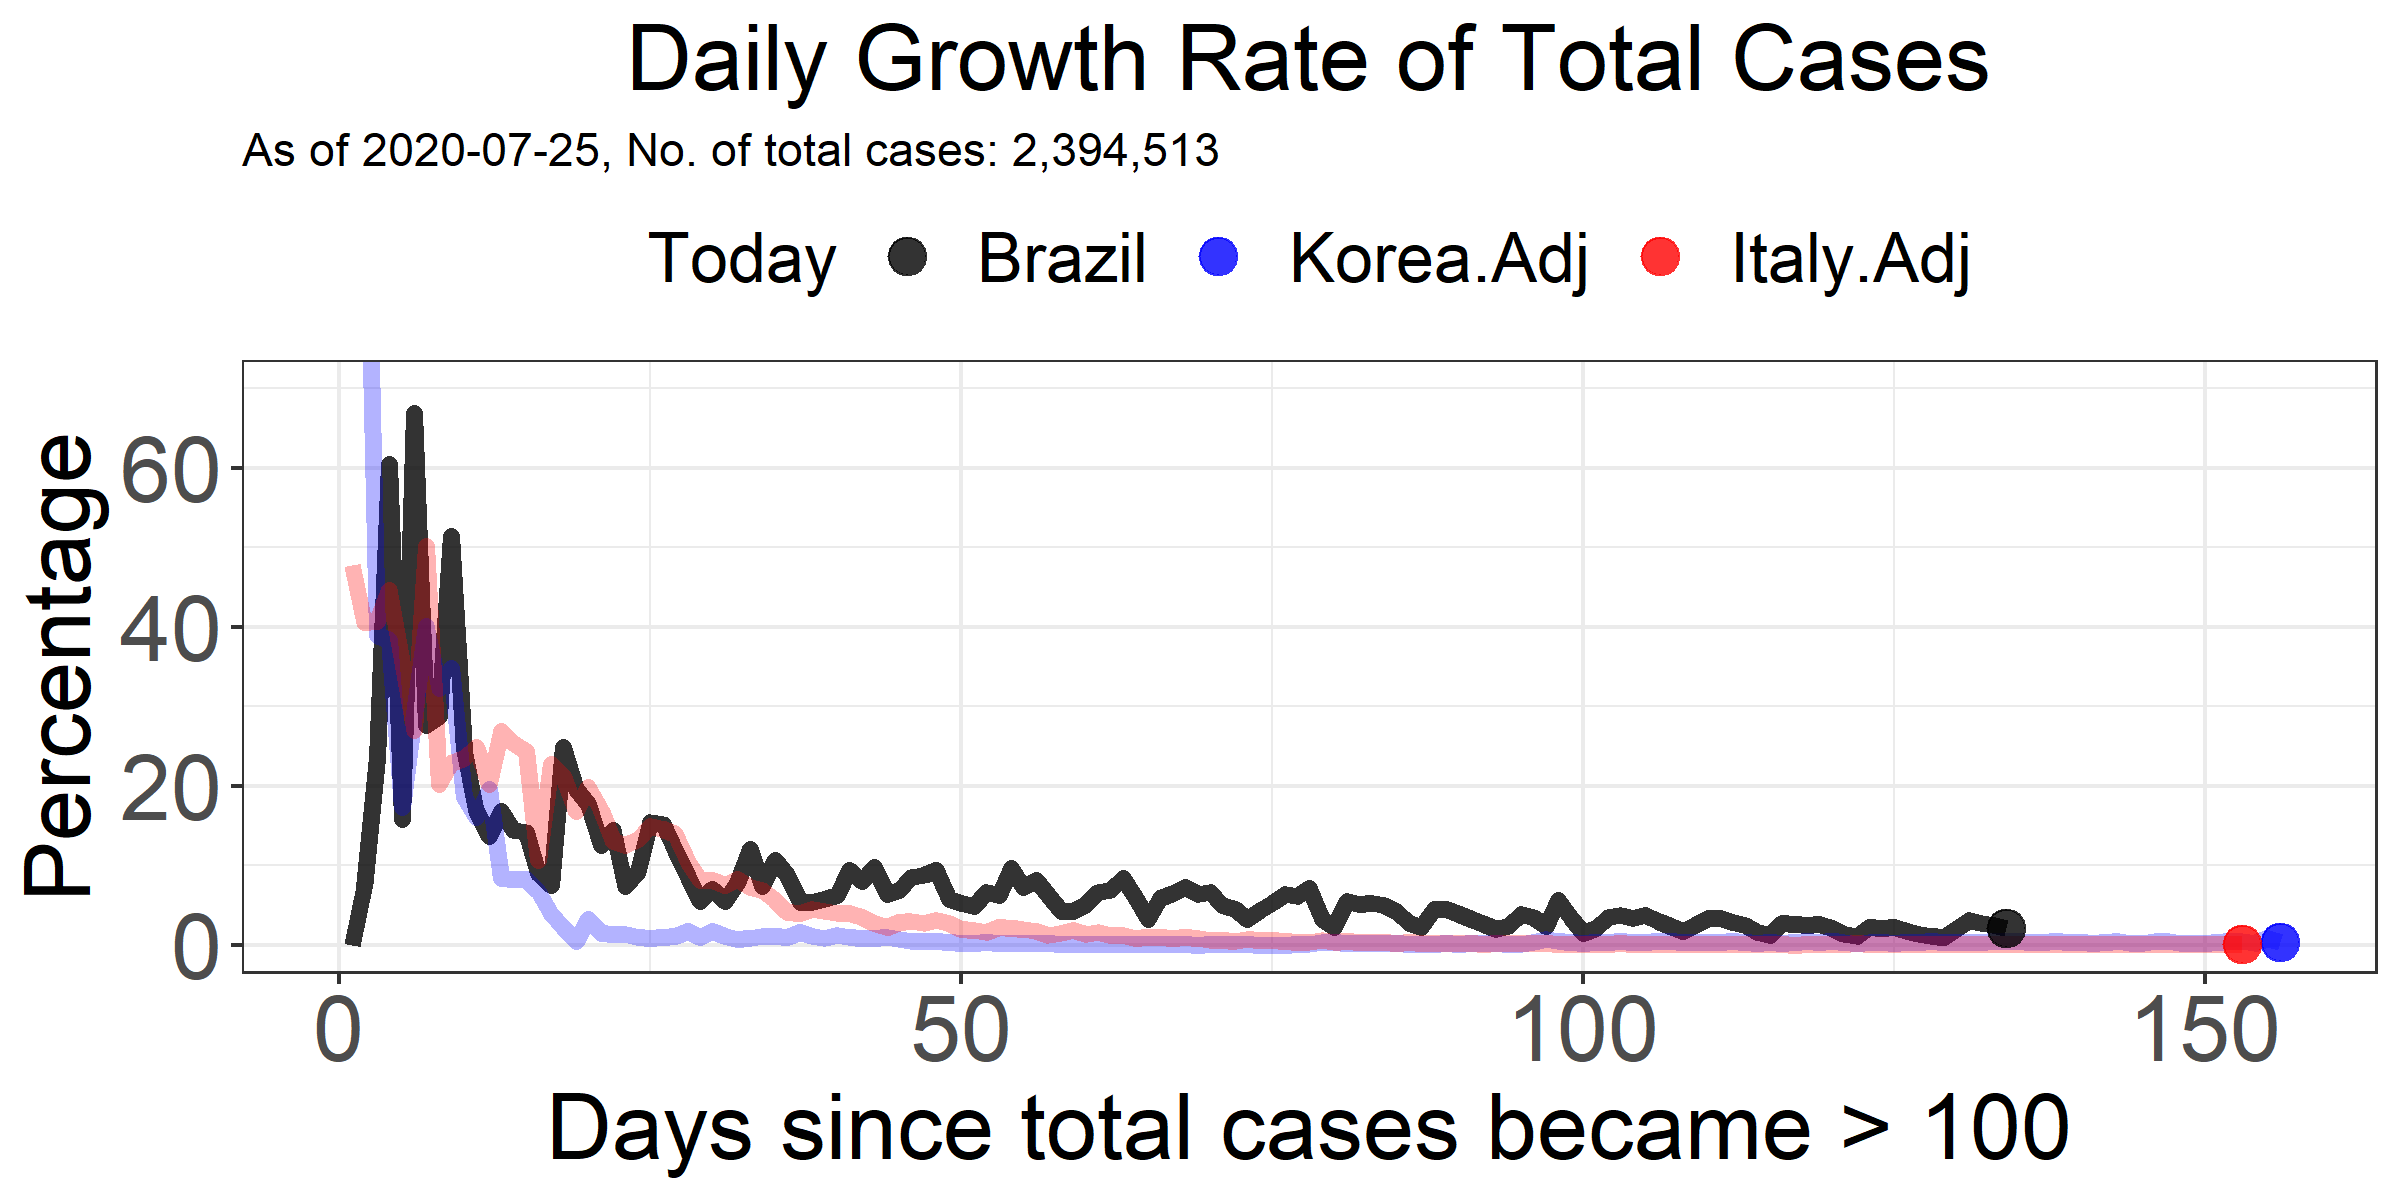 Daily Growth Rate of Total Cases
As of 2020-07-25, No. of total cases: 2,394,513
Today Brazil Korea.Adj Italy.Adj
Percentage
60
40
20
0
0 50 100 150
Days since total cases became > 100